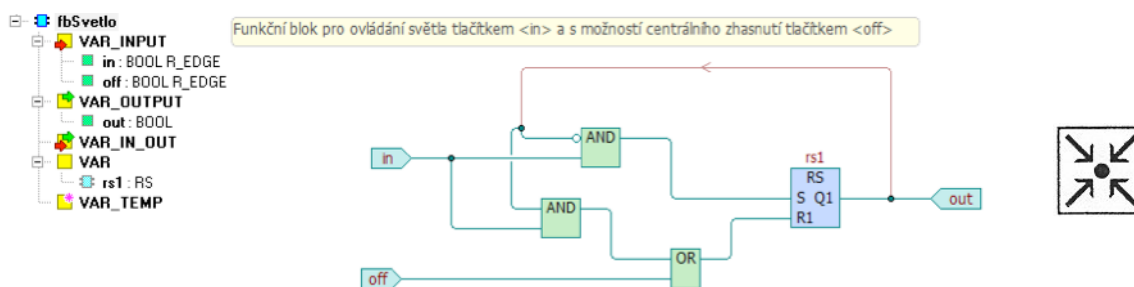 fbSvetlo
VAR_INPUT
in : BOOL R_EDGE
off : BOOL R_EDGE
VAR_OUTPUT
out : BOOL
VAR_IN_OUT
VAR
rs1 : RS
VAR_TEMP
Funkční blok pro ovládání světla tlačítkem <in> a s možností centrálního zhasnutí tlačítkem <off>
in
AND
AND
OR
off
rs1
RS
S Q1
R1
out